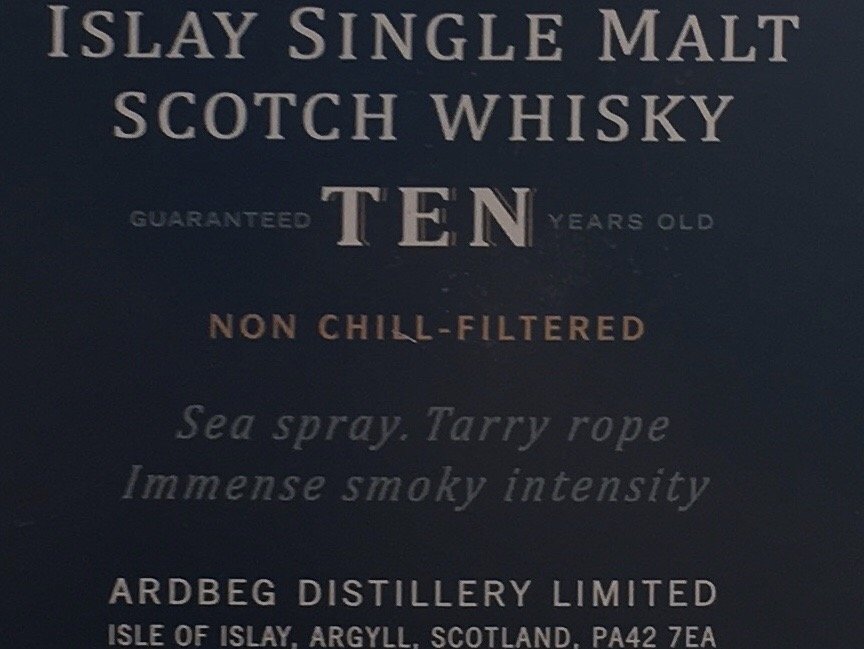 ISLAY SINGLE MALT
SCOTCH WHISKY
GUARANTEED TEN YEARS OLD
NON CHILL-FILTERED
Sea spray. Tarry rope
Immense smoky intensity
ARDBEG DISTILLERY LIMITED
ISLE OF ISLAY, ARGYLL, SCOTLAND, PA42 7EA